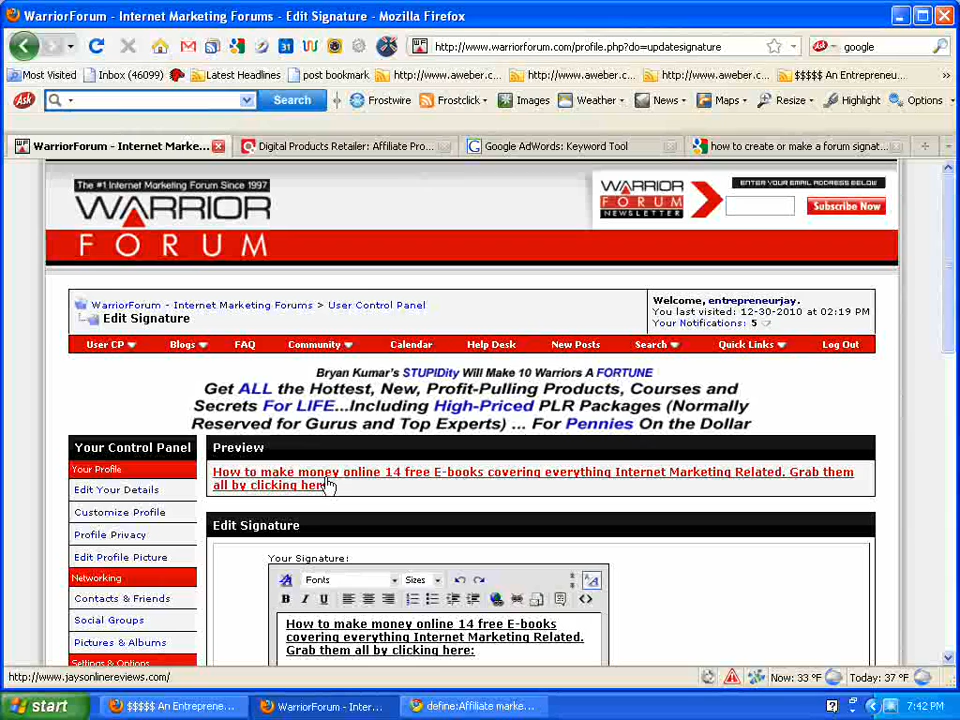 WarriorForum - Internet Marketing Forums - Edit Signature - Mozilla Firefox
http://www.warriorforum.com/profile.php?do=updatesignature
google
Most Visited Inbox (46099) Latest Headlines post bookmark http://www.aweber.c... http://www.aweber.c... http://www.aweber.c... $$$$$ An Entrepreneu... »
Ask Search Frostwire Frostclick Images Weather News Maps Resize Highlight Options
WarriorForum - Internet Marke... Digital Products Retailer: Affiliate Pro... Google AdWords: Keyword Tool how to create or make a forum signat...
The #1 Internet Marketing Forum Since 1997
WARRIOR
FORUM
WARRIOR
FORUM
NEWSLETTER
ENTER YOUR EMAIL ADDRESS BELOW
Subscribe Now
WarriorForum - Internet Marketing Forums > User Control Panel
Edit Signature
Welcome, entrepreneurjay.
You last visited: 12-30-2010 at 02:19 PM
Your Notifications: 5
User CP Blogs FAQ Community Calendar Help Desk New Posts Search Quick Links Log Out
Bryan Kumar's STUPIDity Will Make 10 Warriors A FORTUNE
Get ALL the Hottest, New, Profit-Pulling Products, Courses and
Secrets For LIFE...Including High-Priced PLR Packages (Normally
Reserved for Gurus and Top Experts) ... For Pennies On the Dollar
Your Control Panel
Your Profile
Edit Your Details
Customize Profile
Profile Privacy
Edit Profile Picture
Networking
Contacts & Friends
Social Groups
Pictures & Albums
Settings & Options
Preview
How to make money online 14 free E-books covering everything Internet Marketing Related. Grab them
all by clicking here
Edit Signature
Your Signature:
Fonts Sizes
B I U
How to make money online 14 free E-books
covering everything Internet Marketing Related.
Grab them all by clicking here:
http://www.jaysonlinereviews.com/
Now: 33 °F Today: 37 °F
start $$$$$ An Entreprene... WarriorForum - Inter... define:Affiliate marke... 7:42 PM